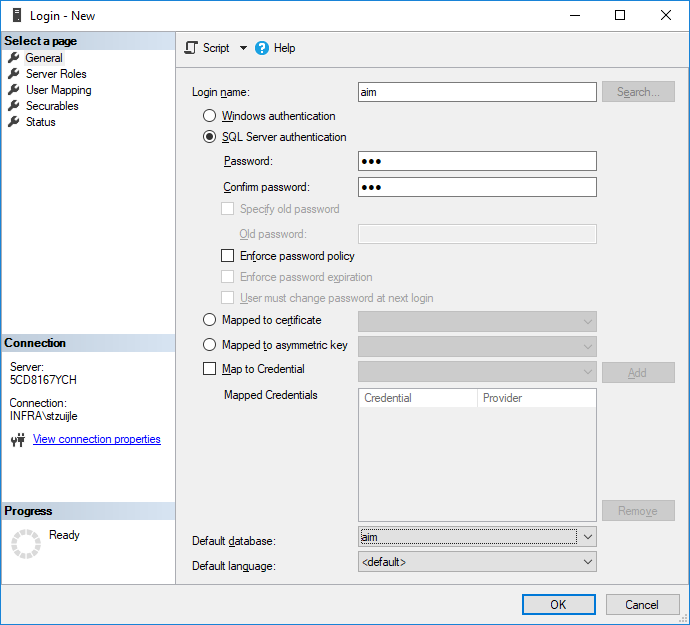 Login - New
Select a page
General
Server Roles
User Mapping
Securables
Status
Script
Help
Login name:
aim
Search...
Windows authentication
SQL Server authentication
Password:
●●●
Confirm password:
●●●
Specify old password
Old password:
Enforce password policy
Enforce password expiration
User must change password at next login
Mapped to certificate
Mapped to asymmetric key
Map to Credential
Add
Mapped Credentials
Credential
Provider
Remove
Default database:
aim
Default language:
<default>
Connection
Server:
5CD8167YCH
Connection:
INFRA\stzuijle
View connection properties
Progress
Ready
OK
Cancel